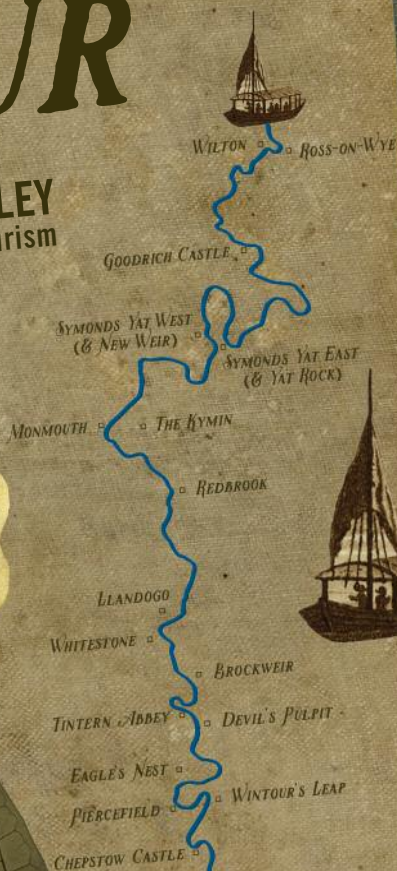 UR
LEY
urism
WILTON
ROSS-ON-WYE
GOODRICH CASTLE
SYMONDS YAT WEST
(& NEW WEIR)
SYMONDS YAT EAST
(& YAT ROCK)
MONMOUTH
THE KYMIN
REDBROOK
LLANDOGO
WHITESTONE
BROCKWEIR
TINTERN ABBEY
DEVIL'S PULPIT
EAGLE'S NEST
WINTOUR'S LEAP
PIERCEFIELD
CHEPSTOW CASTLE